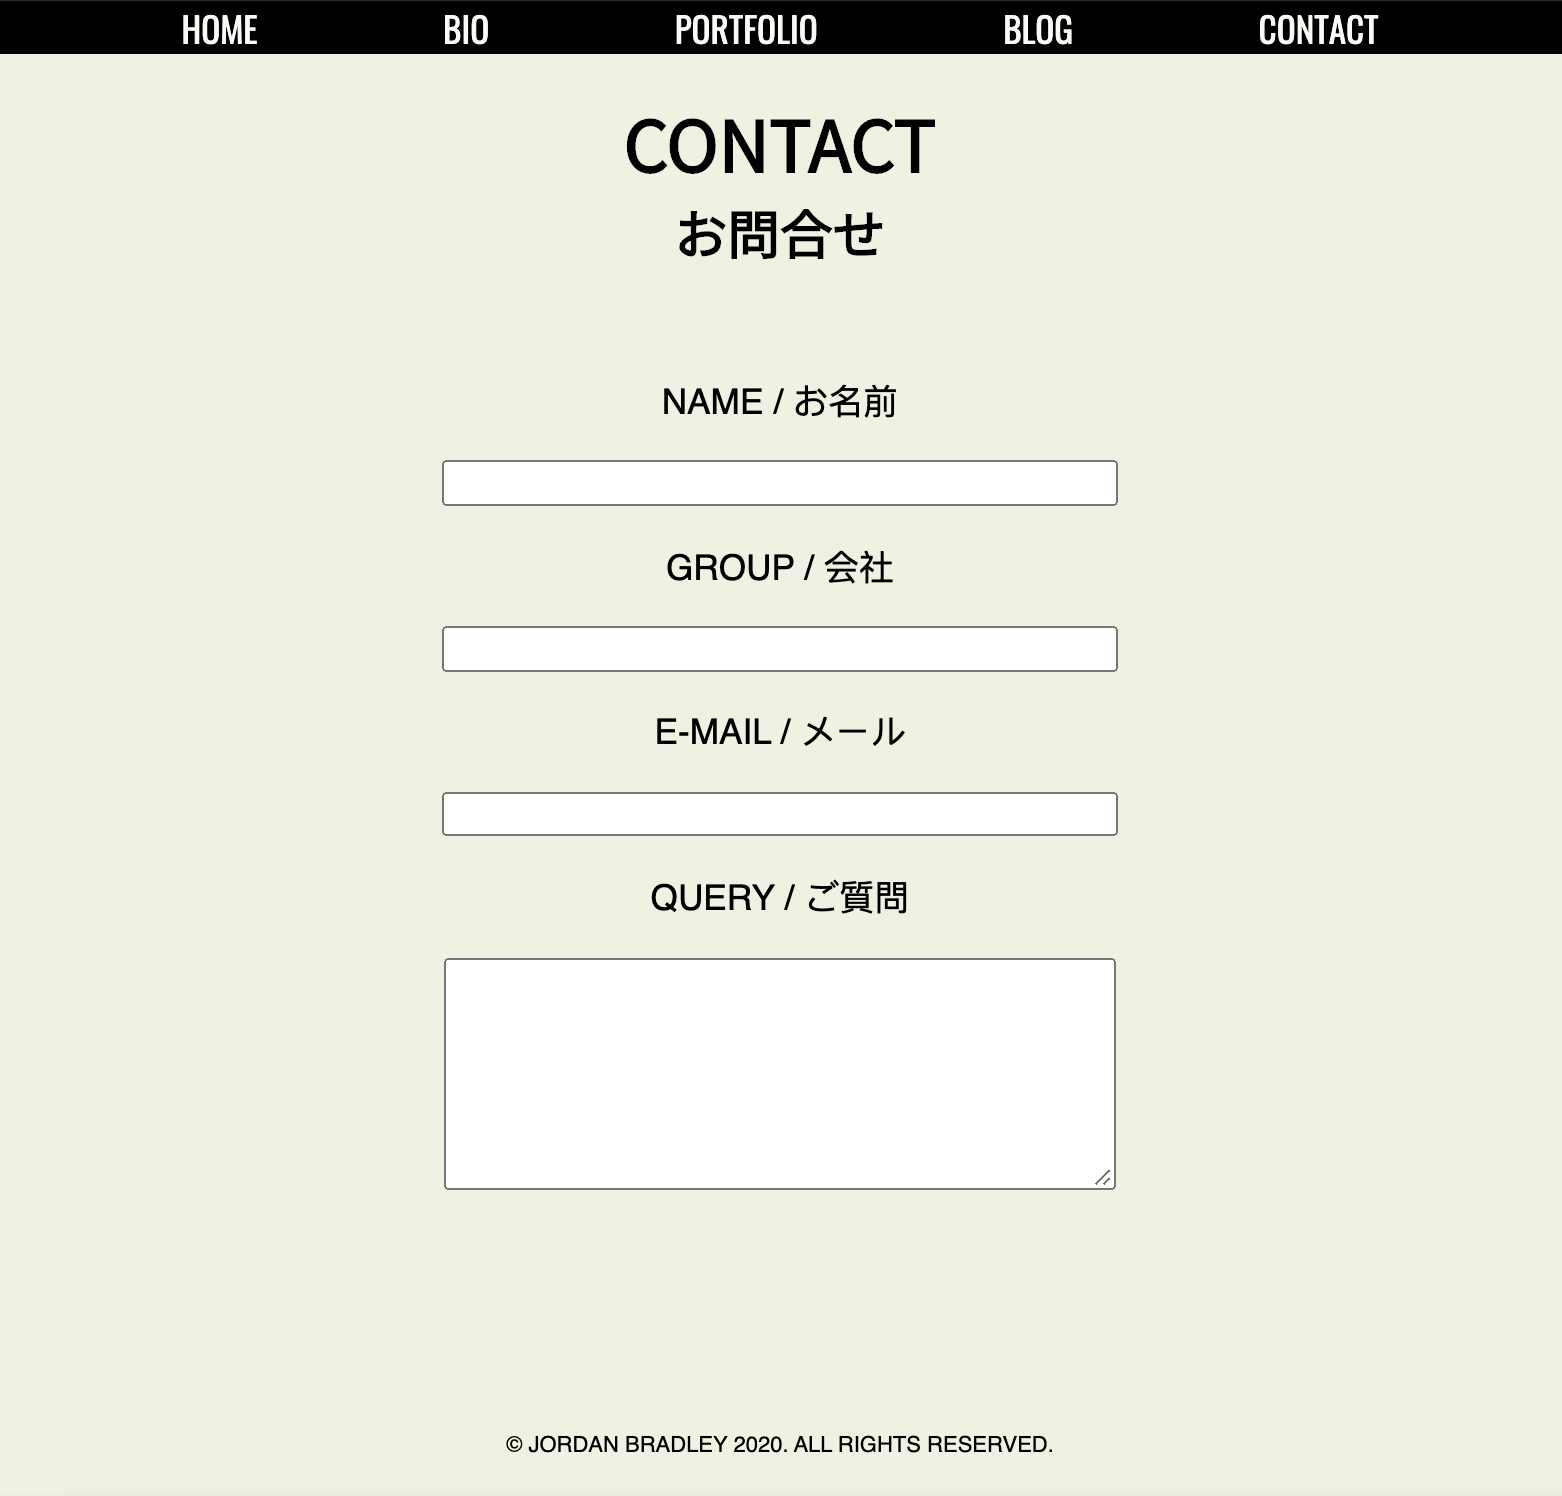 HOME BIO PORTFOLIO BLOG CONTACT
CONTACT
お問合せ
NAME / お名前
GROUP / 会社
E-MAIL / メール
QUERY / ご質問
© JORDAN BRADLEY 2020. ALL RIGHTS RESERVED.